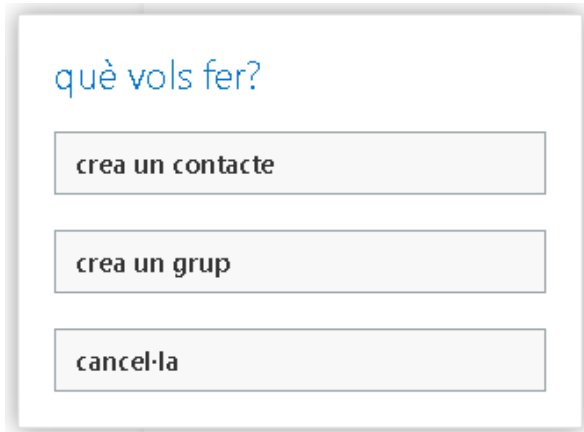 què vols fer?
crea un contacte
crea un grup
cancel·la